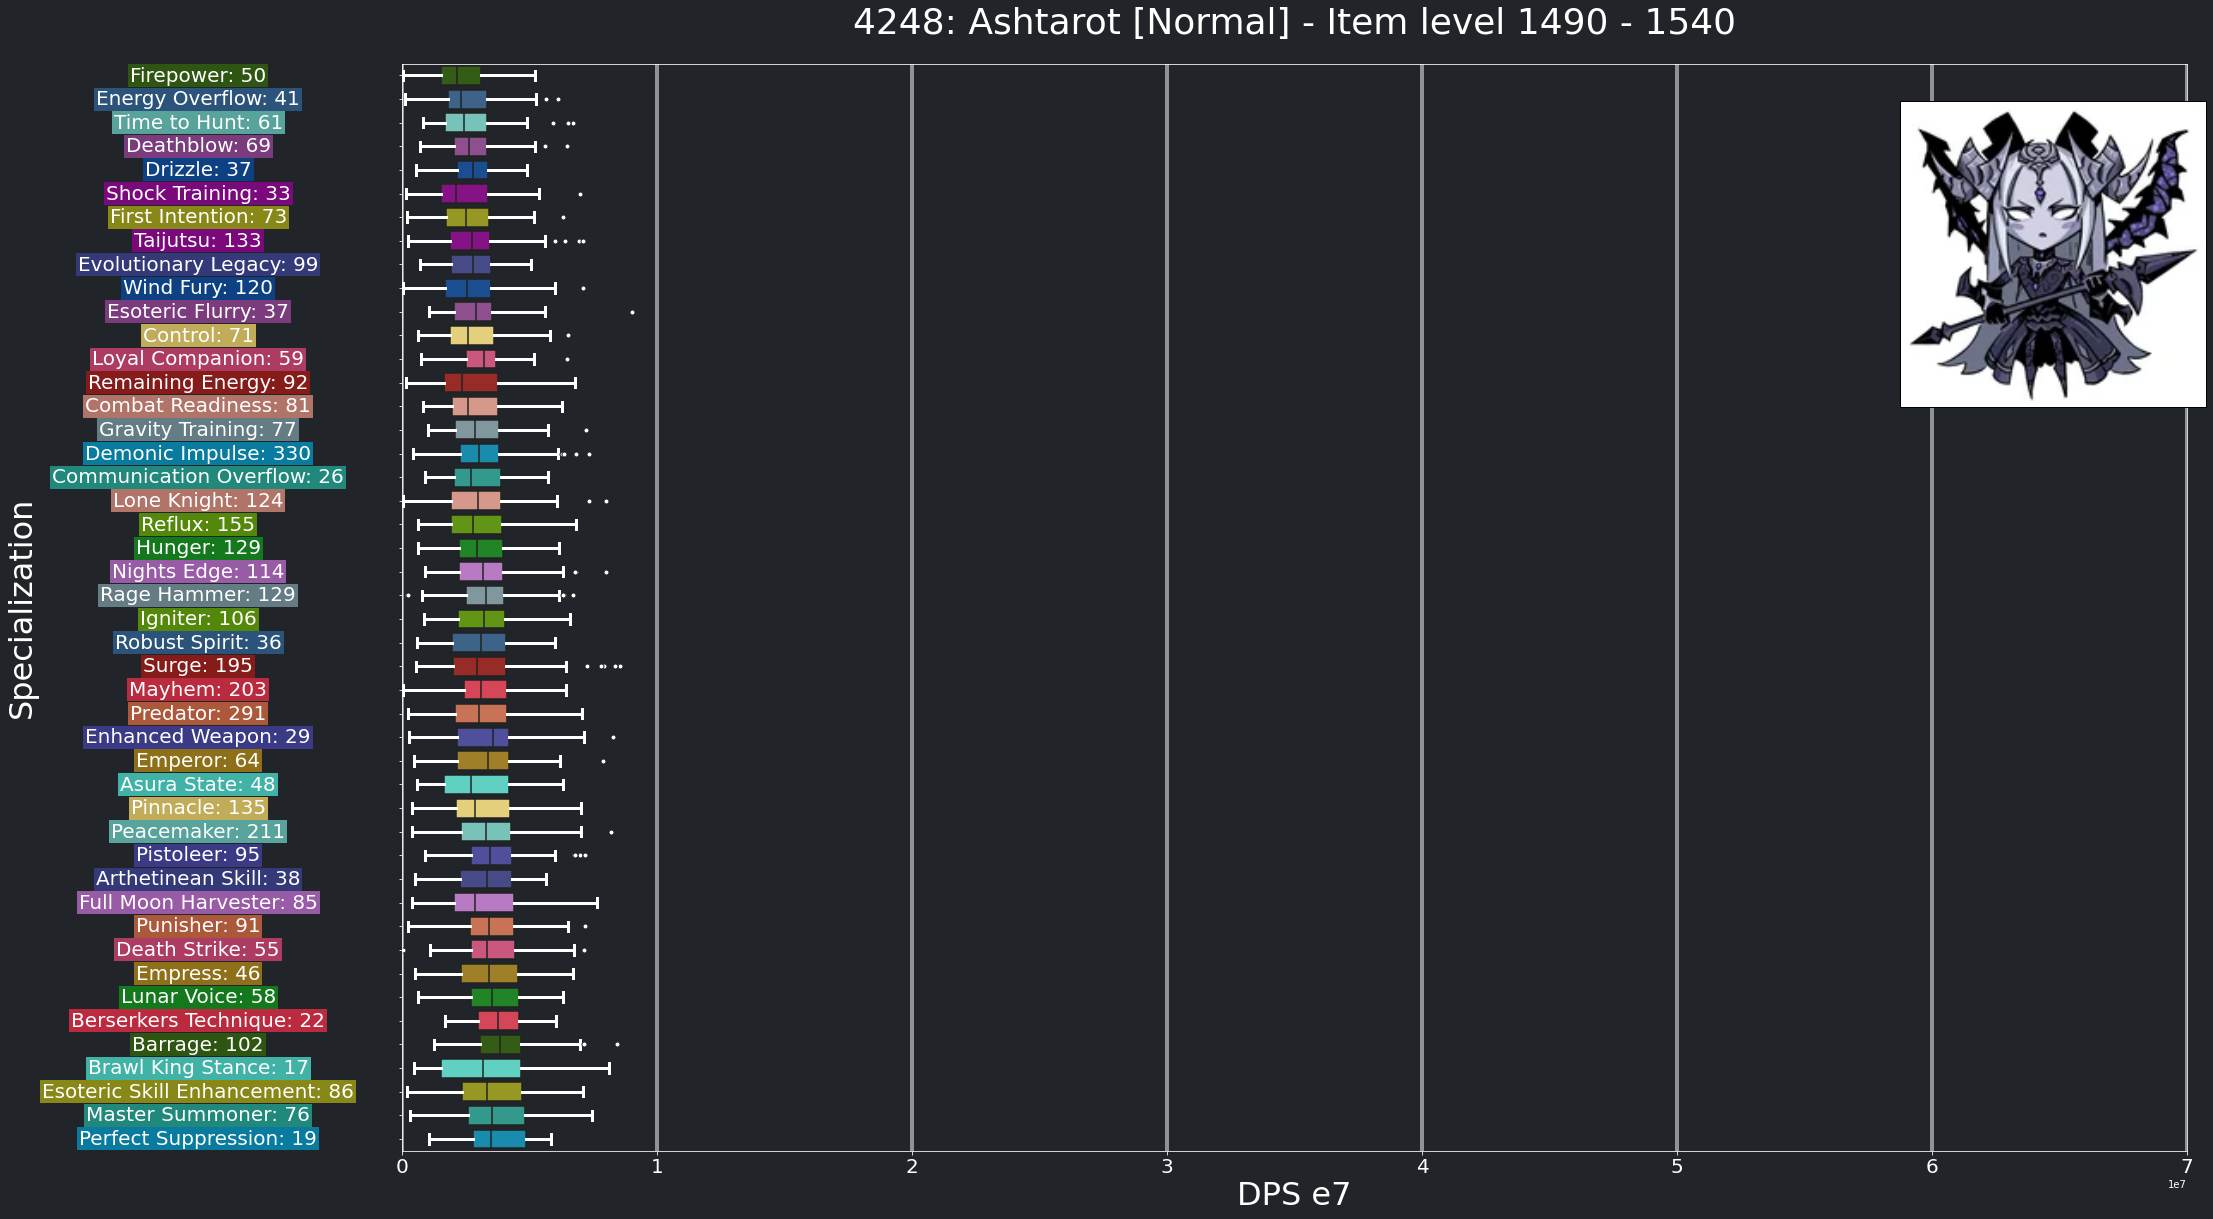 4248: Ashtarot [Normal] - Item level 1490 - 1540
Firepower: 50
Energy Overflow: 41
Time to Hunt: 61
Deathblow: 69
Drizzle: 37
Shock Training: 33
First Intention: 73
Taijutsu: 133
Evolutionary Legacy: 99
Wind Fury: 120
Esoteric Flurry: 37
Control: 71
Loyal Companion: 59
Remaining Energy: 92
Combat Readiness: 81
Gravity Training: 77
Demonic Impulse: 330
Communication Overflow: 26
Lone Knight: 124
Reflux: 155
Hunger: 129
Nights Edge: 114
Rage Hammer: 129
Igniter: 106
Robust Spirit: 36
Surge: 195
Mayhem: 203
Predator: 291
Enhanced Weapon: 29
Emperor: 64
Asura State: 48
Pinnacle: 135
Peacemaker: 211
Pistoleer: 95
Arthetinean Skill: 38
Full Moon Harvester: 85
Punisher: 91
Death Strike: 55
Empress: 46
Lunar Voice: 58
Berserkers Technique: 22
Barrage: 102
Brawl King Stance: 17
Esoteric Skill Enhancement: 86
Master Summoner: 76
Perfect Suppression: 19
Specialization
0 1 2 3 4 5 6 7
1e7
DPS e7